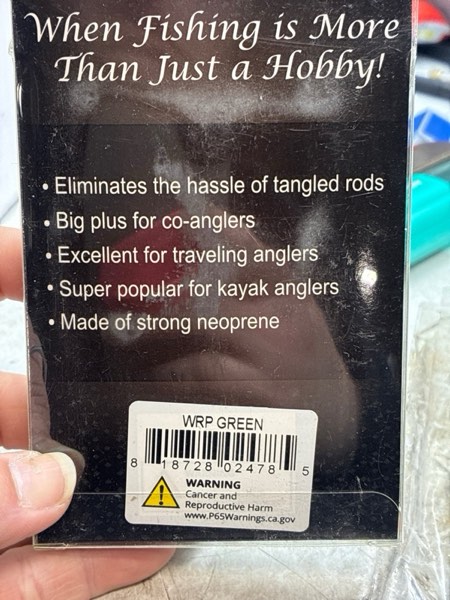 When Fishing is More
Than Just a Hobby!
• Eliminates the hassle of tangled rods
• Big plus for co-anglers
• Excellent for traveling anglers
• Super popular for kayak anglers
• Made of strong neoprene
WRP GREEN
8 18728 02478 5
WARNING
Cancer and
Reproductive Harm
www.P65Warnings.ca.gov